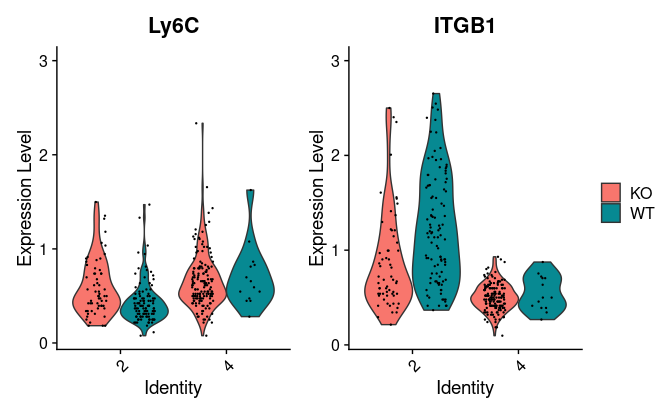 Ly6C
Expression Level
3
2
1
0
2
4
Identity
ITGB1
Expression Level
3
2
1
0
2
4
Identity
KO
WT